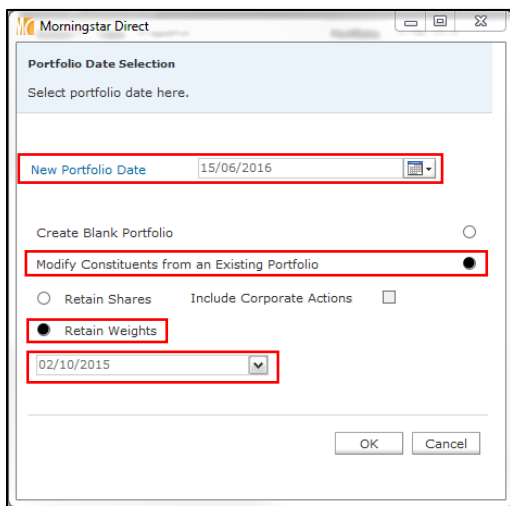 Morningstar Direct
Portfolio Date Selection
Select portfolio date here.
New Portfolio Date 15/06/2016
Create Blank Portfolio
Modify Constituents from an Existing Portfolio
Retain Shares Include Corporate Actions
Retain Weights
02/10/2015
OK Cancel